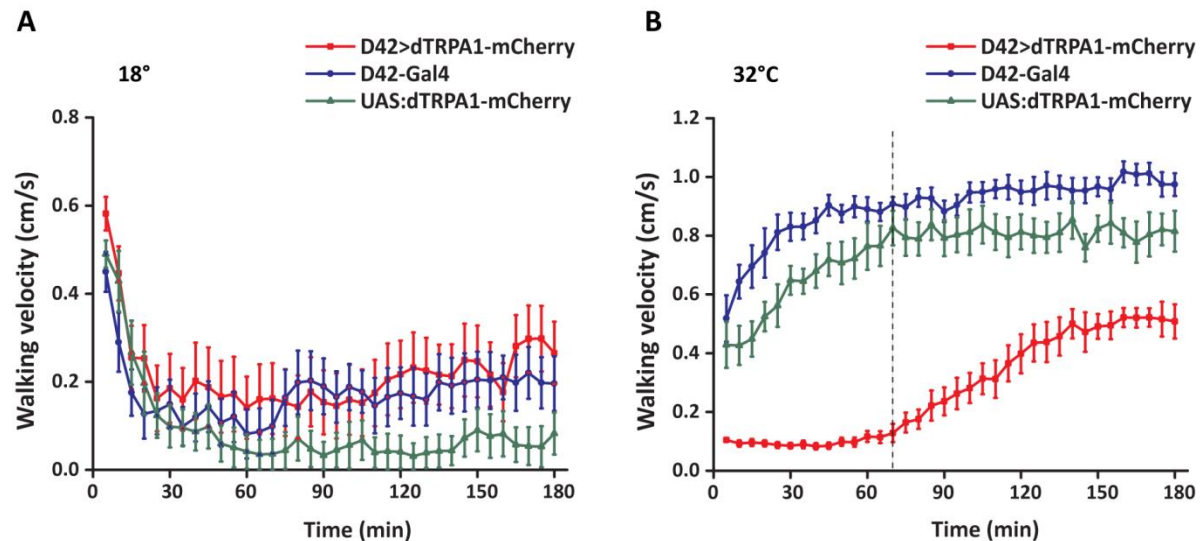 A
D42>dTRPA1-mCherry
18°
D42-Gal4
UAS:dTRPA1-mCherry
0.8
0.6
0.4
0.2
0.0
Walking velocity (cm/s)
0 30 60 90 120 150 180
Time (min)
B
D42>dTRPA1-mCherry
32°C
D42-Gal4
UAS:dTRPA1-mCherry
1.2
1.0
0.8
0.6
0.4
0.2
0.0
Walking velocity (cm/s)
0 30 60 90 120 150 180
Time (min)